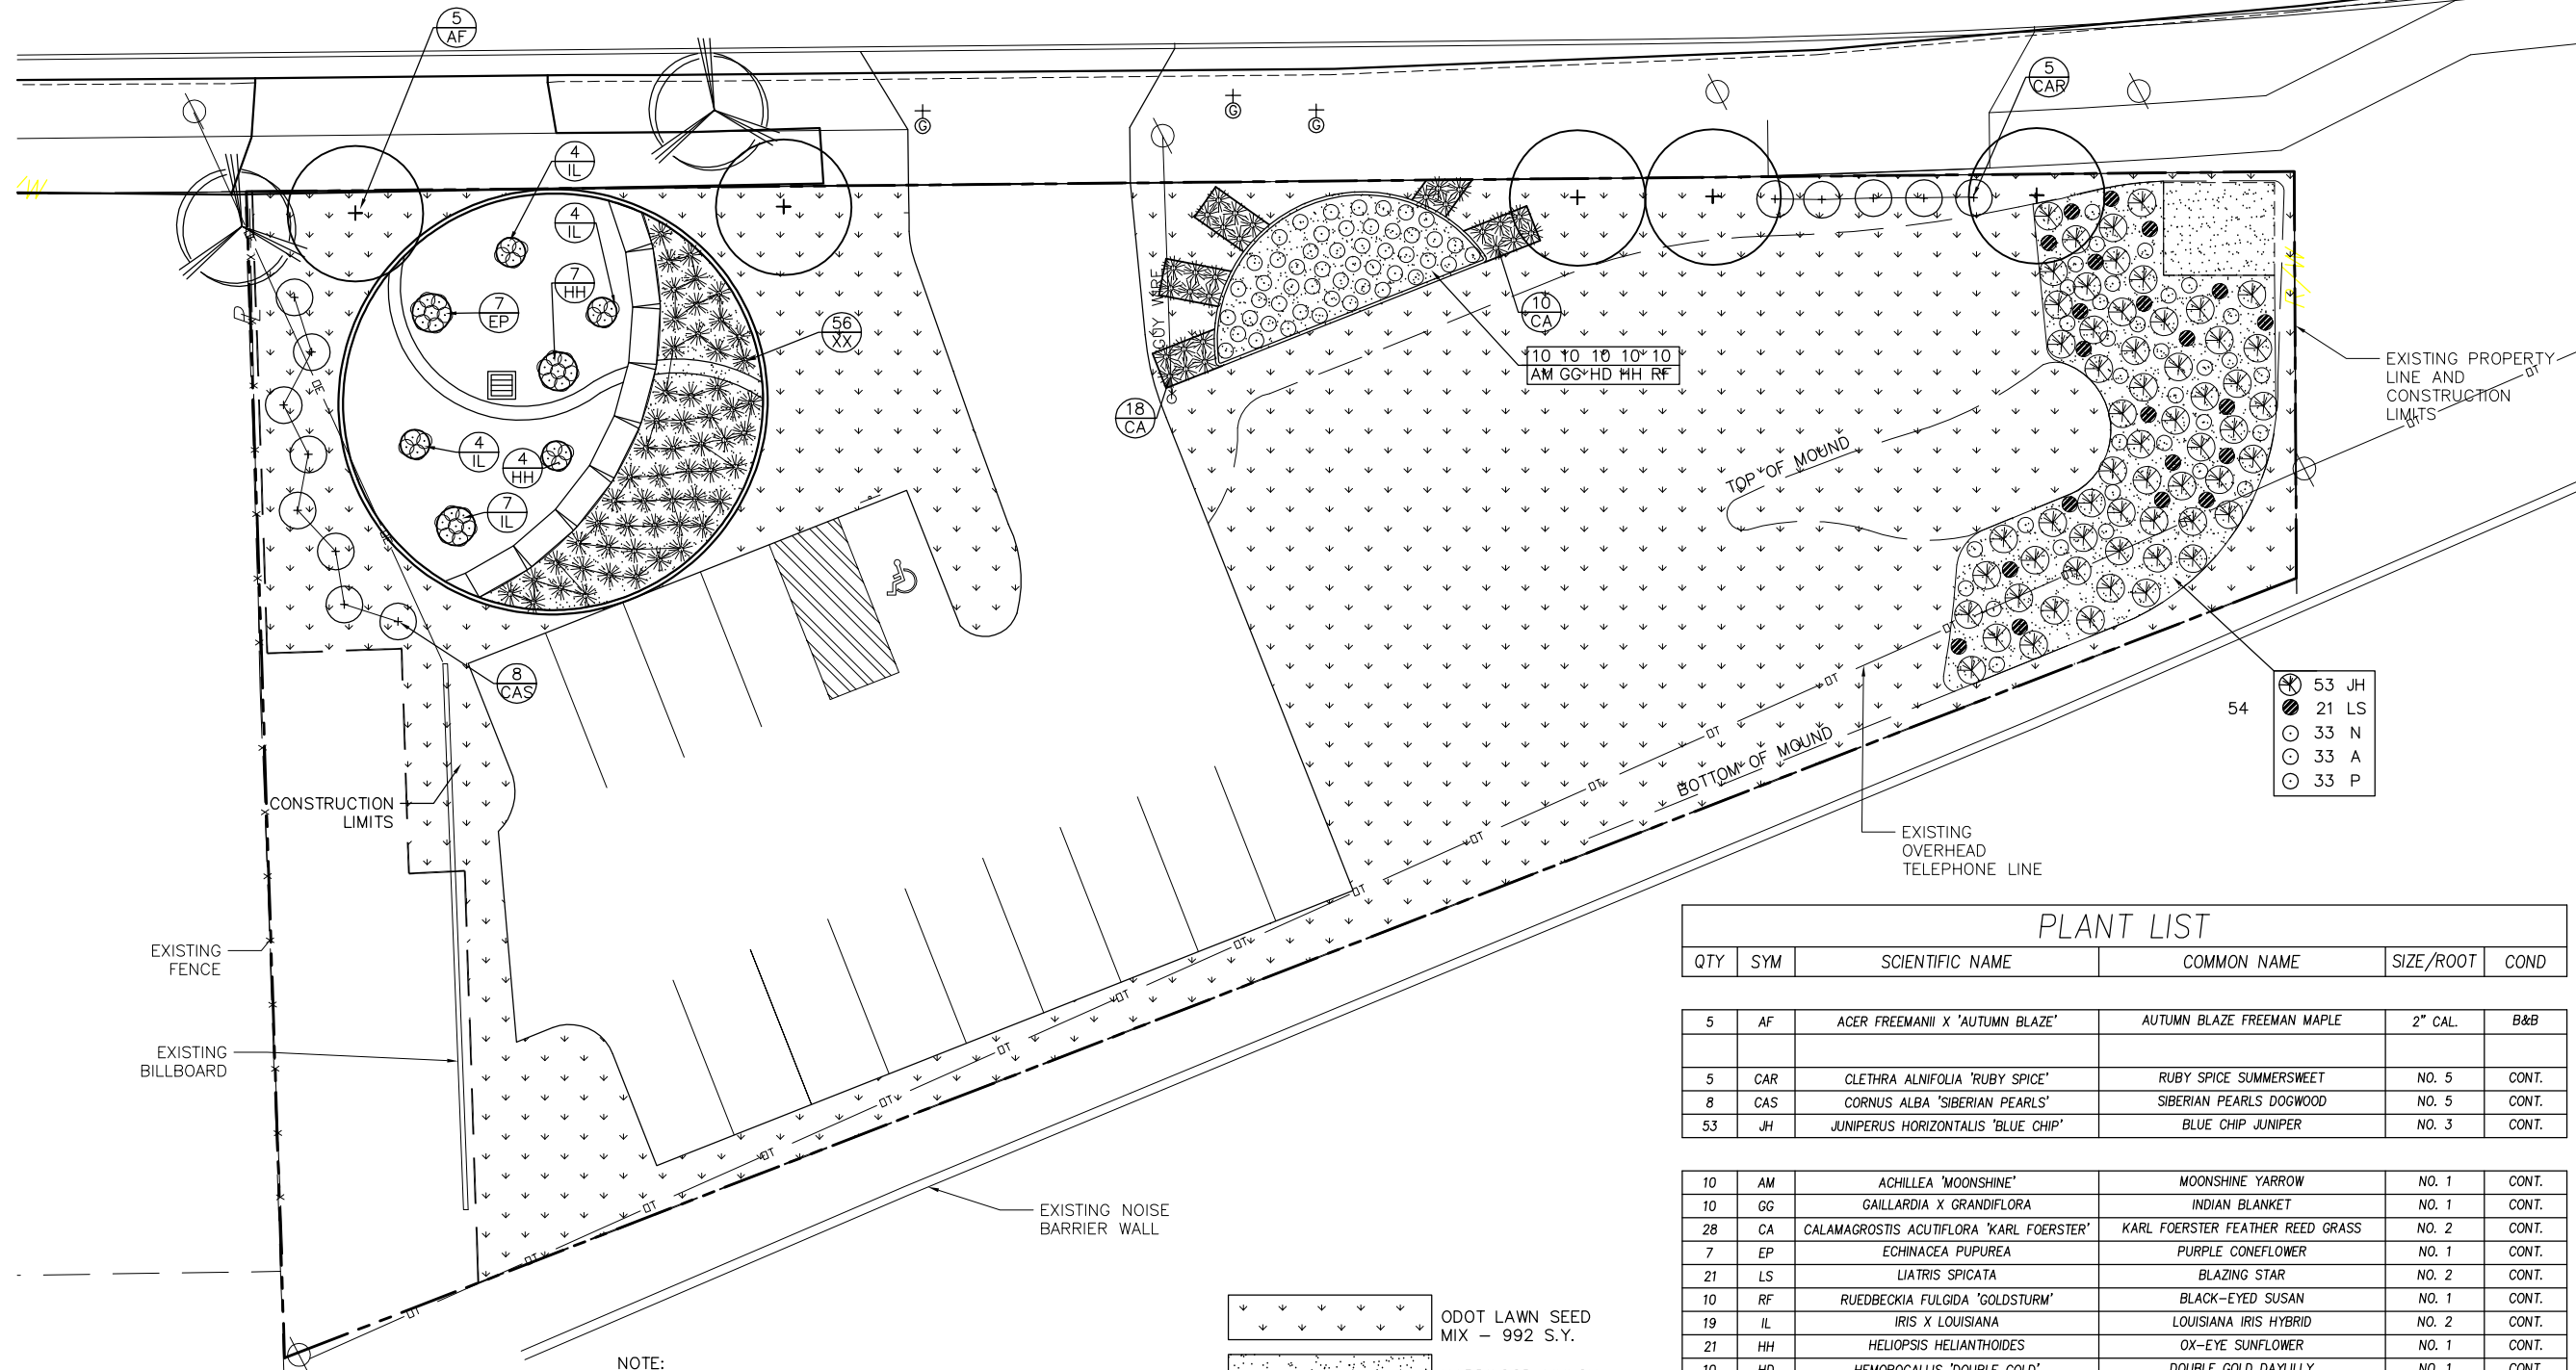 5
AF
4
IL
4
IL
7
HH
7
EP
56
XX
4
IL
4
HH
7
IL
8
CAS
5
CAR
G
G
G
R/W
GUY WIRE
10
CA
10 10 10 10 10
AM GG HD HH RF
18
CA
TOP OF MOUND
EXISTING PROPERTY
LINE AND
CONSTRUCTION
LIMITS
54
53 JH
21 LS
33 N
33 A
33 P
BOTTOM OF MOUND
EXISTING
OVERHEAD
TELEPHONE LINE
CONSTRUCTION
LIMITS
EXISTING
FENCE
EXISTING
BILLBOARD
EXISTING NOISE
BARRIER WALL
NOTE:
ODOT LAWN SEED
MIX – 992 S.Y.
PLANT LIST
QTY SYM SCIENTIFIC NAME COMMON NAME SIZE/ROOT COND
5 AF ACER FREEMANII X 'AUTUMN BLAZE' AUTUMN BLAZE FREEMAN MAPLE 2" CAL. B&B
5 CAR CLETHRA ALNIFOLIA 'RUBY SPICE' RUBY SPICE SUMMERSWEET NO. 5 CONT.
8 CAS CORNUS ALBA 'SIBERIAN PEARLS' SIBERIAN PEARLS DOGWOOD NO. 5 CONT.
53 JH JUNIPERUS HORIZONTALIS 'BLUE CHIP' BLUE CHIP JUNIPER NO. 3 CONT.
10 AM ACHILLEA 'MOONSHINE' MOONSHINE YARROW NO. 1 CONT.
10 GG GAILLARDIA X GRANDIFLORA INDIAN BLANKET NO. 1 CONT.
28 CA CALAMAGROSTIS ACUTIFLORA 'KARL FOERSTER' KARL FOERSTER FEATHER REED GRASS NO. 2 CONT.
7 EP ECHINACEA PUPUREA PURPLE CONEFLOWER NO. 1 CONT.
21 LS LIATRIS SPICATA BLAZING STAR NO. 2 CONT.
10 RF RUEDBECKIA FULGIDA 'GOLDSTURM' BLACK-EYED SUSAN NO. 1 CONT.
19 IL IRIS X LOUISIANA LOUISIANA IRIS HYBRID NO. 2 CONT.
21 HH HELIOPSIS HELIANTHOIDES OX-EYE SUNFLOWER NO. 1 CONT.
10 HD HEMOROCALLIS 'DOUBLE GOLD' DOUBLE GOLD DAYLILLY NO. 1 CONT.